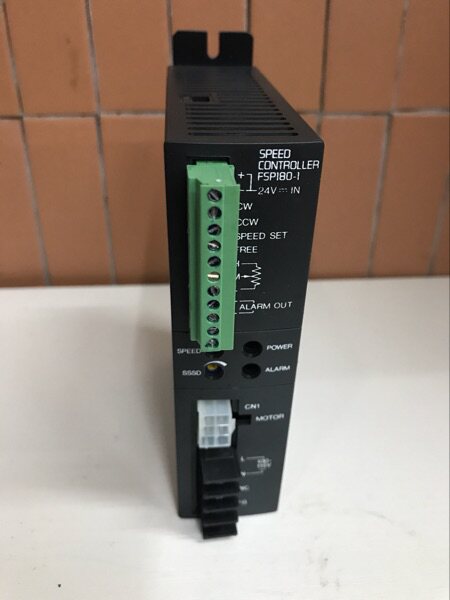 SPEED
CONTROLLER
FSP180-1
+
24V ⎓ IN
CW
CCW
SPEED SET
FREE
H
M
ALARM OUT
SPEED
POWER
SSSD
ALARM
CN1
MOTOR